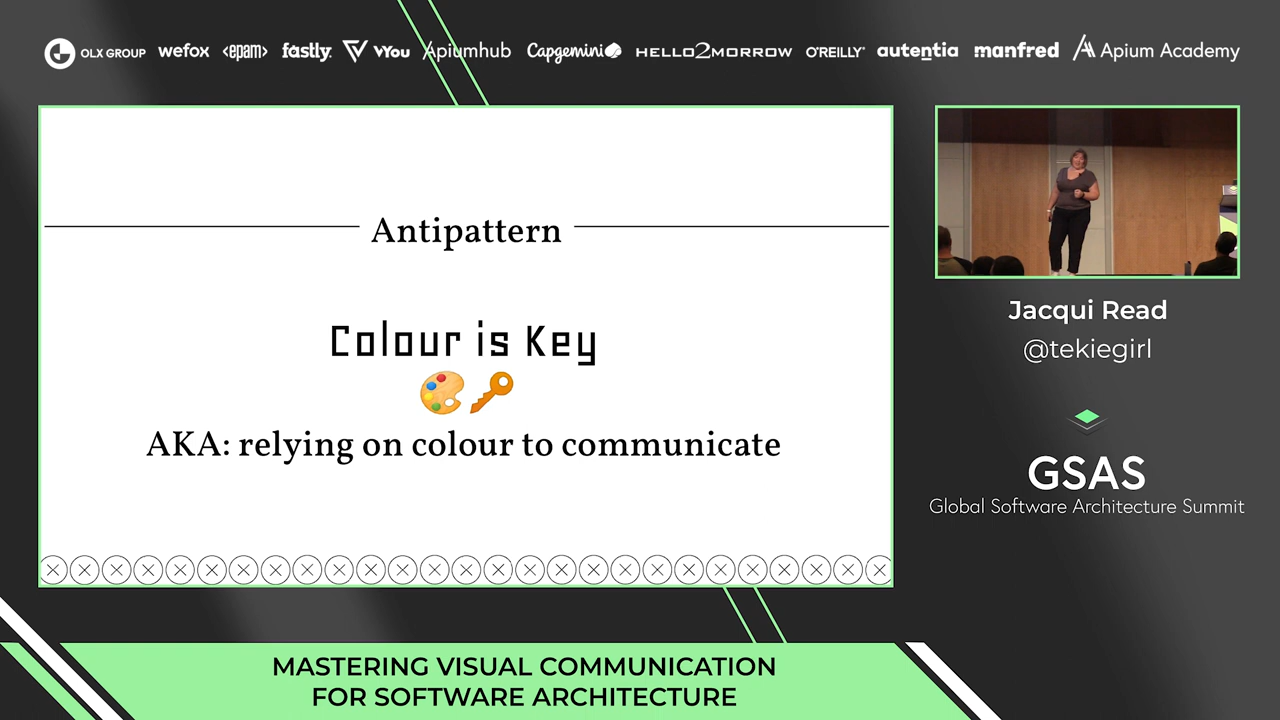 OLX GROUP wefox <epam> fastly. VYou Apiumhub Capgemini HELLO2MORROW O'REILLY® autentia manfred Apium Academy
Antipattern
Colour is Key
AKA: relying on colour to communicate
Jacqui Read
@tekiegirl
GSAS
Global Software Architecture Summit
MASTERING VISUAL COMMUNICATION
FOR SOFTWARE ARCHITECTURE